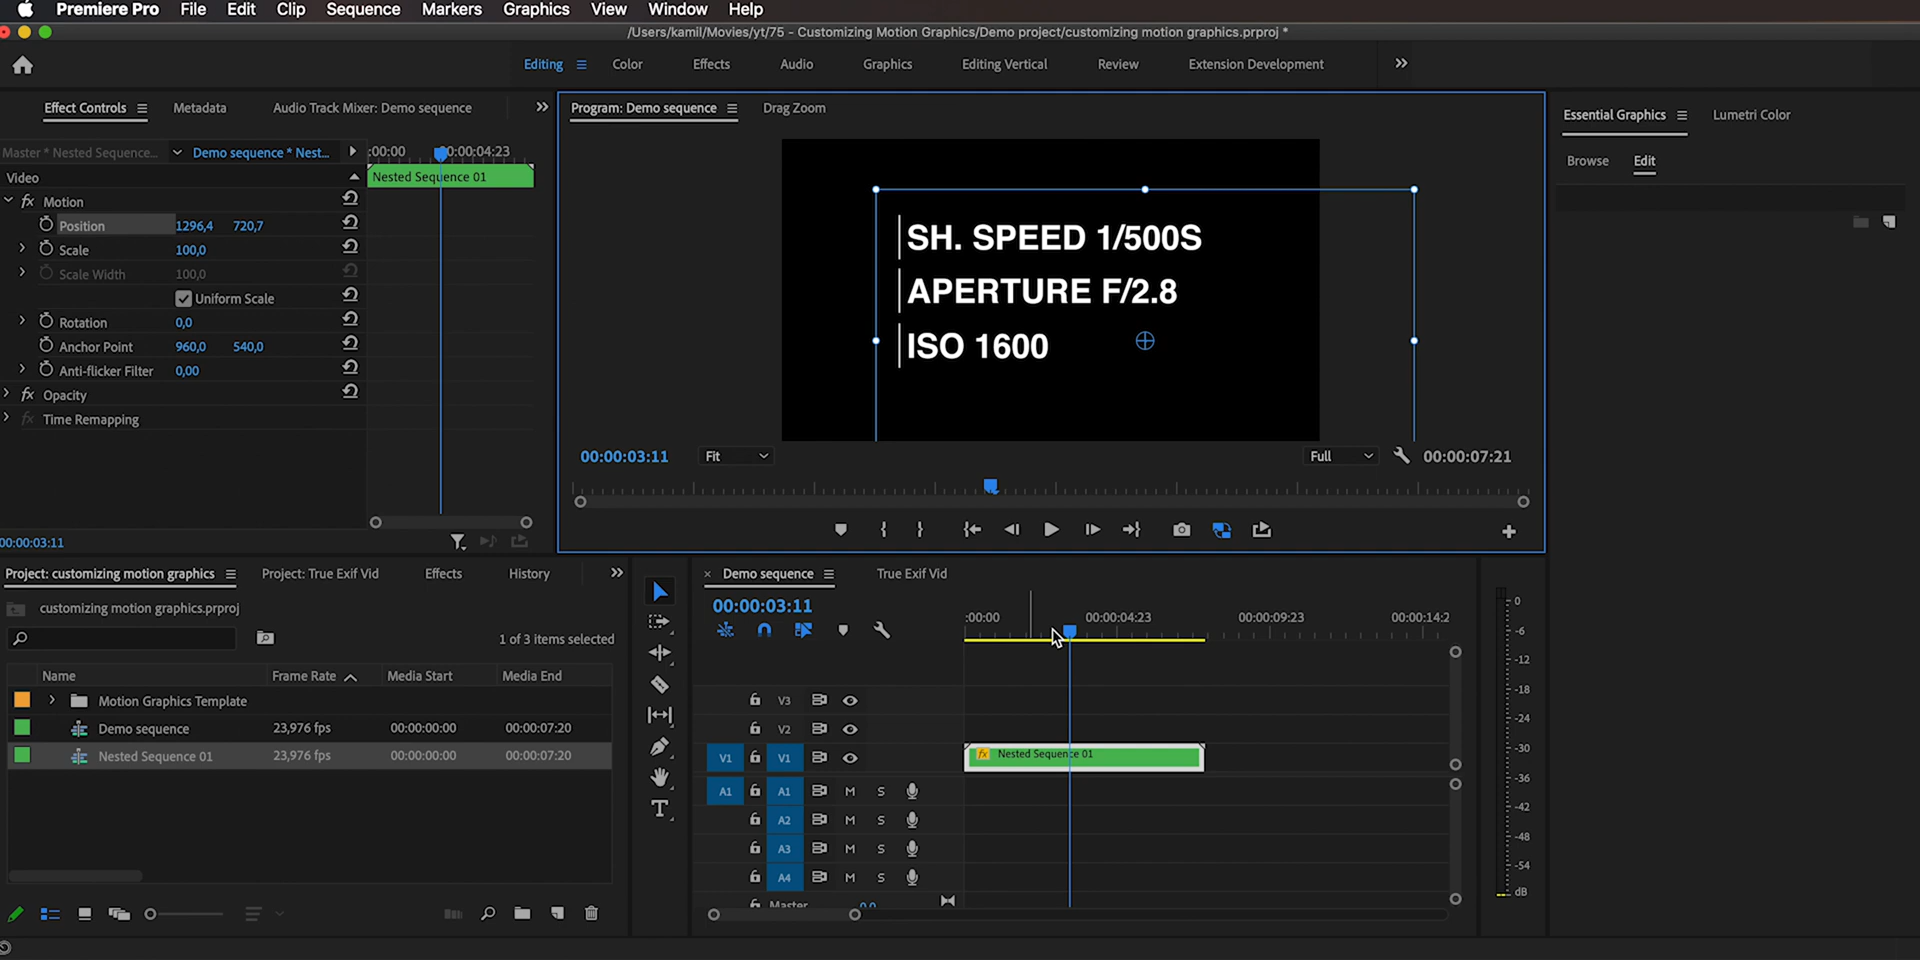 Premiere Pro File Edit Clip Sequence Markers Graphics View Window Help
/Users/kamil/Movies/yt/75 - Customizing Motion Graphics/Demo project/customizing motion graphics.prproj *
Editing Color Effects Audio Graphics Editing Vertical Review Extension Development
Effect Controls Metadata Audio Track Mixer: Demo sequence
Master * Nested Sequence... Demo sequence * Nest...
:00:00 00:00:04:23
Video
Nested Sequence 01
fx Motion
Position 1296,4 720,7
Scale 100,0
Scale Width 100,0
Uniform Scale
Rotation 0,0
Anchor Point 960,0 540,0
Anti-flicker Filter 0,00
fx Opacity
fx Time Remapping
00:00:03:11
Program: Demo sequence Drag Zoom
SH. SPEED 1/500S
APERTURE F/2.8
ISO 1600
00:00:03:11 Fit Full 00:00:07:21
Essential Graphics Lumetri Color
Browse Edit
Project: customizing motion graphics Project: True Exif Vid Effects History
customizing motion graphics.prproj
1 of 3 items selected
Name Frame Rate Media Start Media End
Motion Graphics Template
Demo sequence 23,976 fps 00:00:00:00 00:00:07:20
Nested Sequence 01 23,976 fps 00:00:00:00 00:00:07:20
× Demo sequence True Exif Vid
00:00:03:11
:00:00 00:00:04:23 00:00:09:23 00:00:14:2
V3
V2
V1 V1 fx Nested Sequence 01
A1 A1 M S
A2 M S
A3 M S
A4 M S
Master 0,0
0
-6
-12
-18
-24
-30
-36
-42
-48
-54
dB